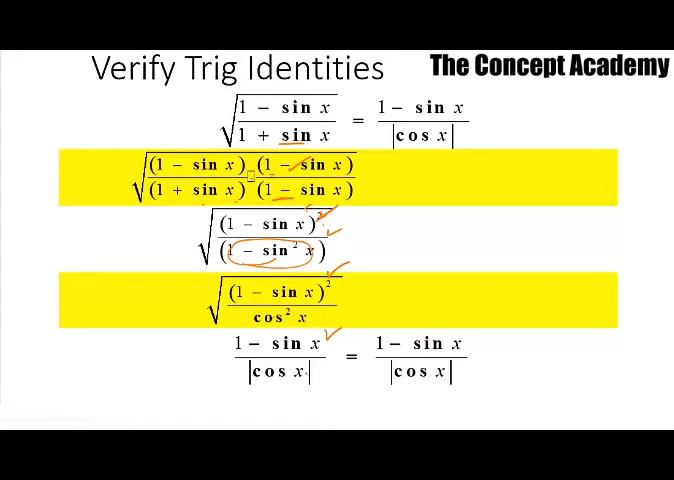 Verify Trig Identities The Concept Academy
√((1 − sin x)/(1 + sin x)) = (1 − sin x)/|cos x|
√((1 − sin x) (1 − sin x)/(1 + sin x) (1 − sin x))
√((1 − sin x)²/(1 − sin² x))
√((1 − sin x)²/cos² x)
(1 − sin x)/|cos x| = (1 − sin x)/|cos x|